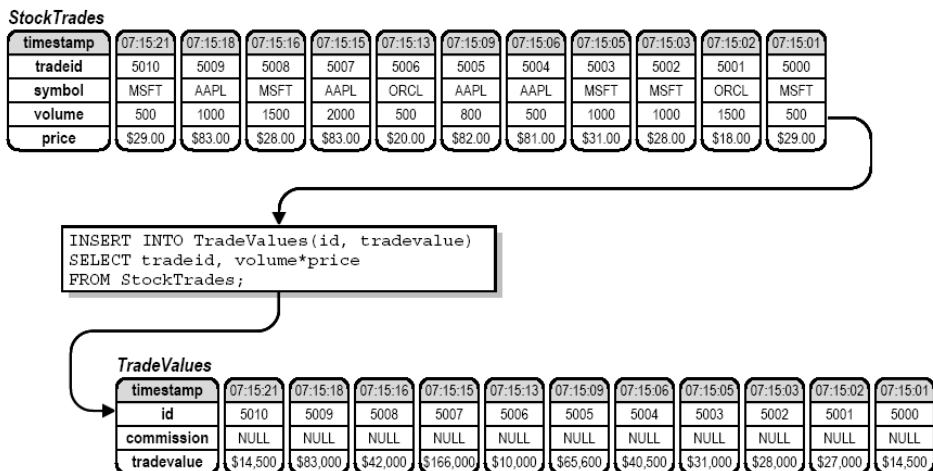 StockTrades
timestamp 07:15:21 07:15:18 07:15:16 07:15:15 07:15:13 07:15:09 07:15:06 07:15:05 07:15:03 07:15:02 07:15:01
tradeid 5010 5009 5008 5007 5006 5005 5004 5003 5002 5001 5000
symbol MSFT AAPL MSFT AAPL ORCL AAPL AAPL MSFT MSFT ORCL MSFT
volume 500 1000 1500 2000 500 800 500 1000 1000 1500 500
price $29.00 $83.00 $28.00 $83.00 $20.00 $82.00 $81.00 $31.00 $28.00 $18.00 $29.00
INSERT INTO TradeValues(id, tradevalue)
SELECT tradeid, volume*price
FROM StockTrades;
TradeValues
timestamp 07:15:21 07:15:18 07:15:16 07:15:15 07:15:13 07:15:09 07:15:06 07:15:05 07:15:03 07:15:02 07:15:01
id 5010 5009 5008 5007 5006 5005 5004 5003 5002 5001 5000
commission NULL NULL NULL NULL NULL NULL NULL NULL NULL NULL NULL
tradevalue $14,500 $83,000 $42,000 $166,000 $10,000 $65,600 $40,500 $31,000 $28,000 $27,000 $14,500